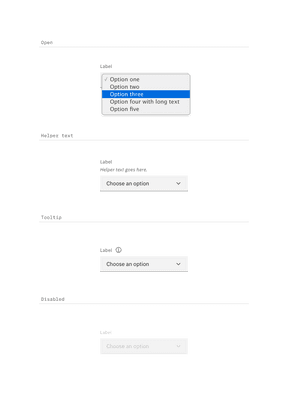 Open
Label
Option one
Option two
Option three
Option four with long text
Option five
Helper text
Label
Helper text goes here
Choose an option
Tooltip
Label
Choose an option
Disabled
Label
Choose an option